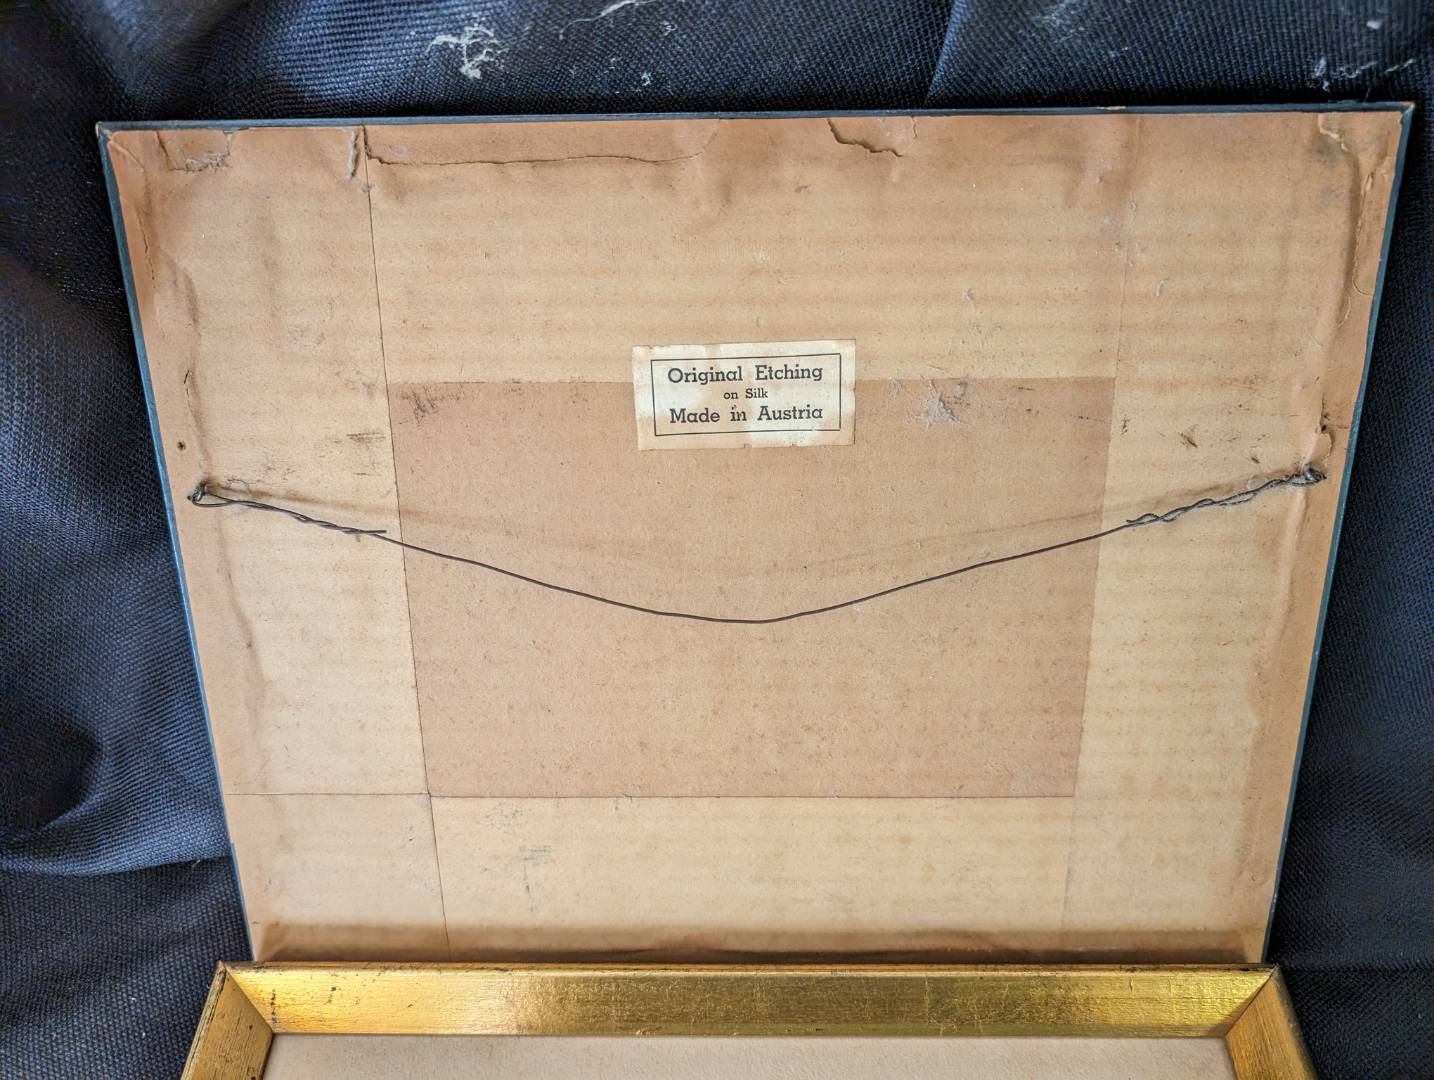 Original Etching
on Silk
Made in Austria